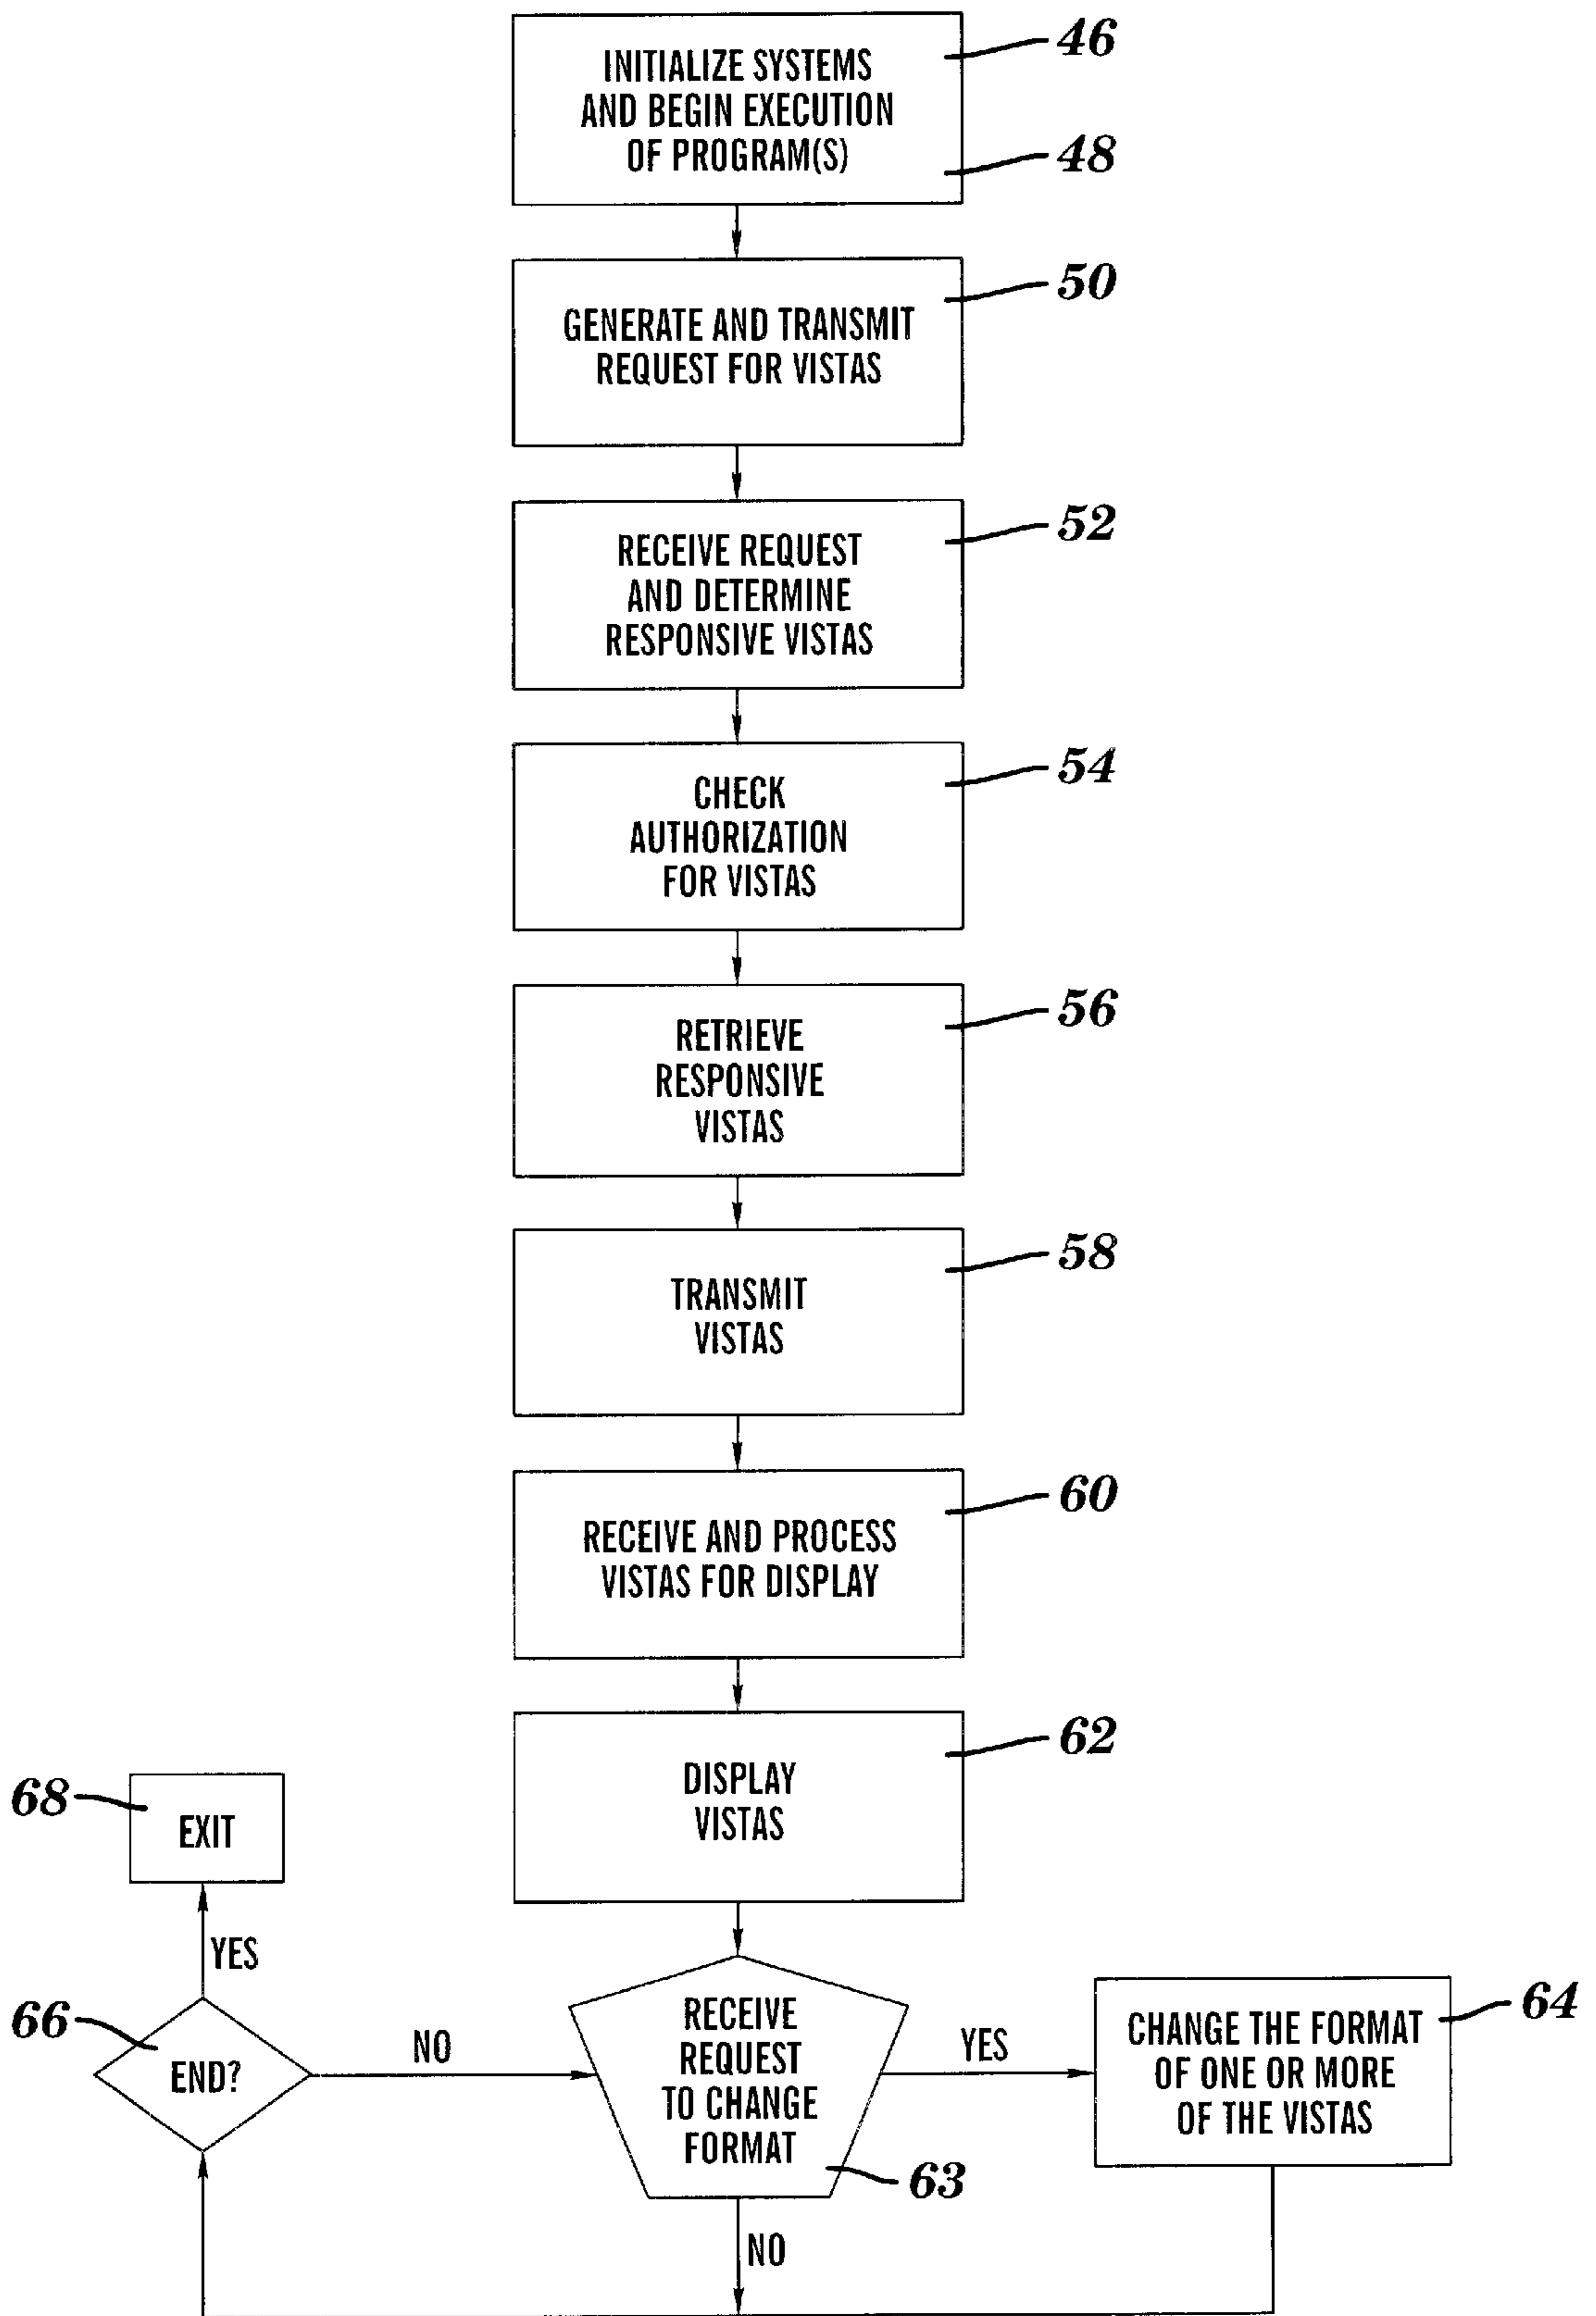 INITIALIZE SYSTEMS
AND BEGIN EXECUTION
OF PROGRAM(S)
46
48
GENERATE AND TRANSMIT
REQUEST FOR VISTAS
50
RECEIVE REQUEST
AND DETERMINE
RESPONSIVE VISTAS
52
CHECK
AUTHORIZATION
FOR VISTAS
54
RETRIEVE
RESPONSIVE
VISTAS
56
TRANSMIT
VISTAS
58
RECEIVE AND PROCESS
VISTAS FOR DISPLAY
60
DISPLAY
VISTAS
62
68
EXIT
YES
66
END?
NO
RECEIVE
REQUEST
TO CHANGE
FORMAT
63
YES
CHANGE THE FORMAT
OF ONE OR MORE
OF THE VISTAS
64
NO